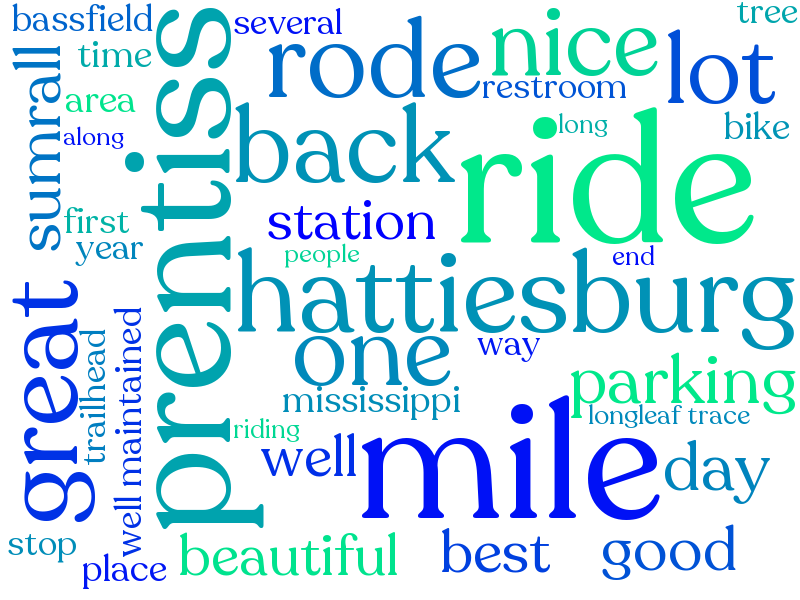 bassfield
several
tree
time
rode
nice
lot
restroom
area
sumrall
prentiss
back
long
bike
along
ride
first
station
year
people
end
hattiesburg
great
one
way
trailhead
well maintained
mississippi
parking
longleaf trace
riding
well
mile
day
stop
place
beautiful
best
good